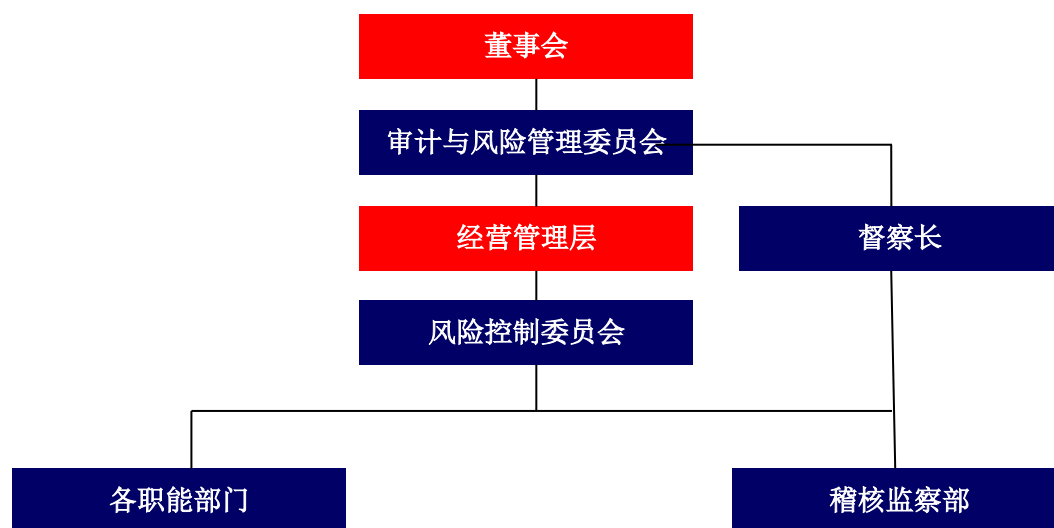 董事会
审计与风险管理委员会
经营管理层
督察长
风险控制委员会
各职能部门
稽核监察部